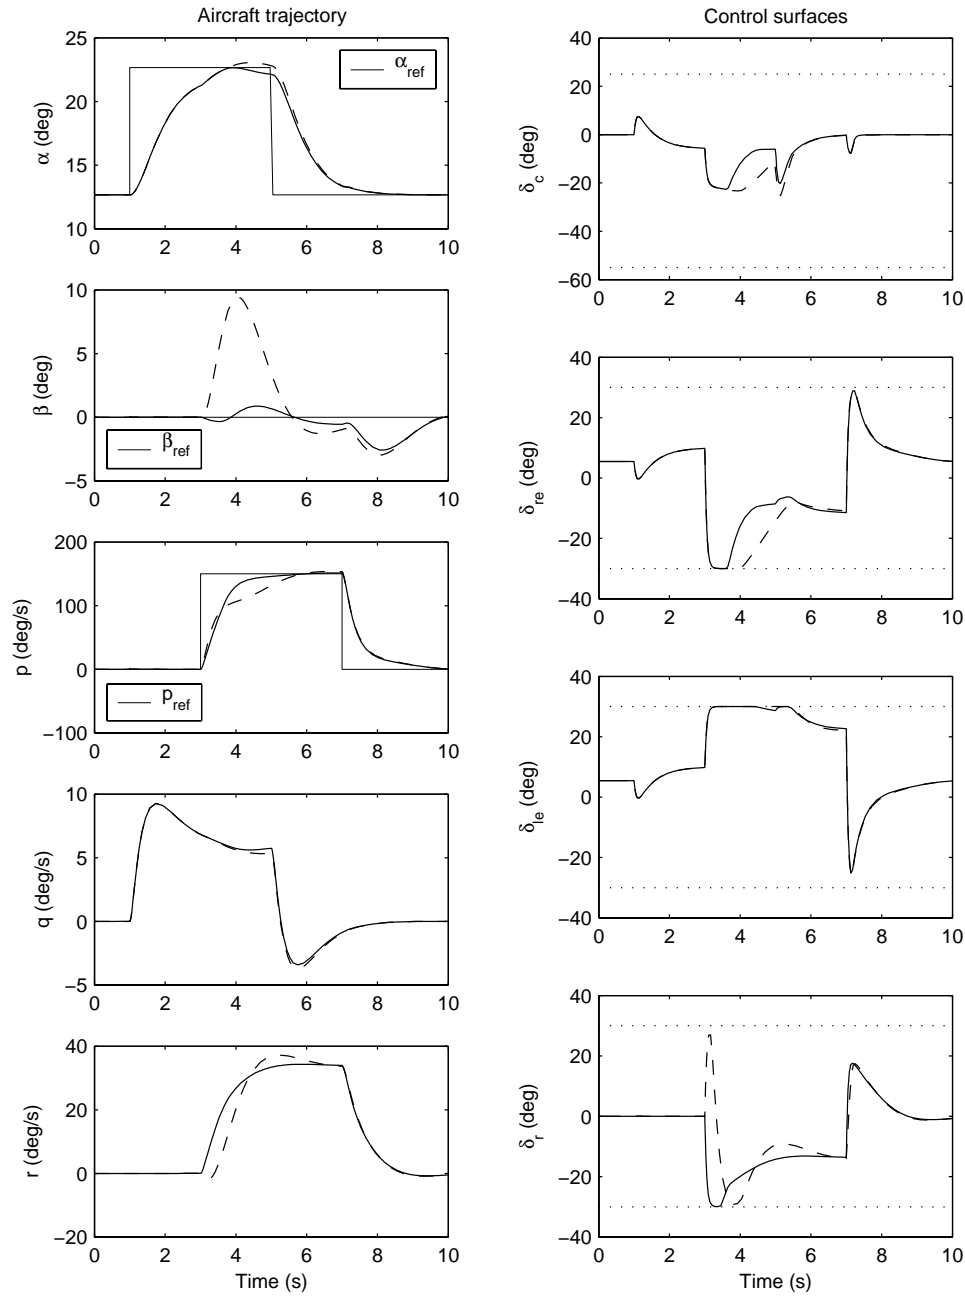 Aircraft trajectory
25
20
15
10
α (deg)
α_ref
0 2 4 6 8 10
10
5
0
−5
β (deg)
β_ref
0 2 4 6 8 10
200
100
0
−100
p (deg/s)
p_ref
0 2 4 6 8 10
10
5
0
−5
q (deg/s)
0 2 4 6 8 10
40
20
0
−20
r (deg/s)
0 2 4 6 8 10
Time (s)
Control surfaces
40
20
0
−20
−40
−60
δ_c (deg)
0 2 4 6 8 10
40
20
0
−20
−40
δ_re (deg)
0 2 4 6 8 10
40
20
0
−20
−40
δ_le (deg)
0 2 4 6 8 10
40
20
0
−20
−40
δ_r (deg)
0 2 4 6 8 10
Time (s)